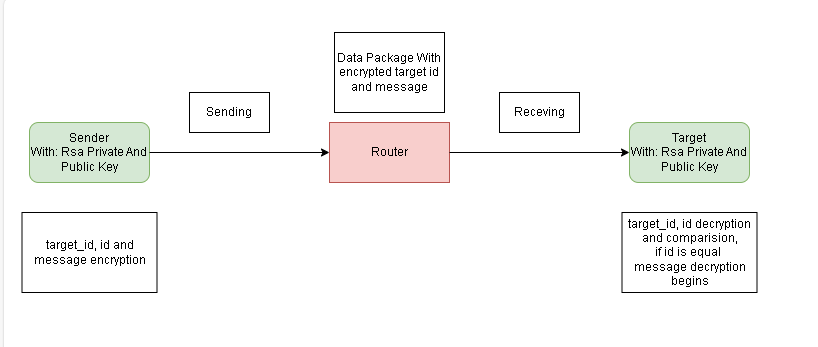 Data Package With
encrypted target id
and message
Sending
Receving
Sender
With: Rsa Private And
Public Key
Router
Target
With: Rsa Private And
Public Key
target_id, id and
message encryption
target_id, id decryption
and comparision,
if id is equal
message decryption
begins